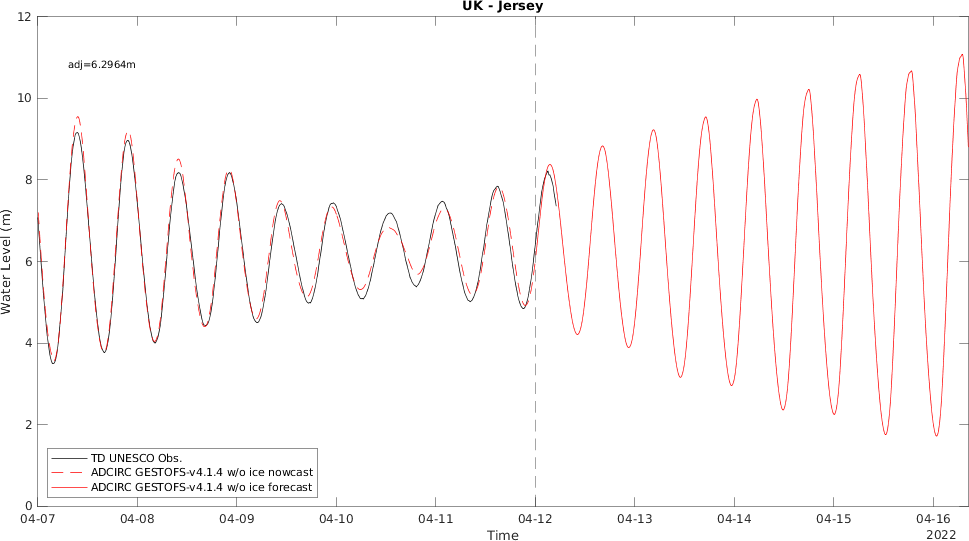 UK - Jersey
12
adj=6.2964m
10
8
6
4
2
0
Water Level (m)
TD UNESCO Obs.
ADCIRC GESTOFS-v4.1.4 w/o ice nowcast
ADCIRC GESTOFS-v4.1.4 w/o ice forecast
04-07 04-08 04-09 04-10 04-11 04-12 04-13 04-14 04-15 04-16
Time
2022